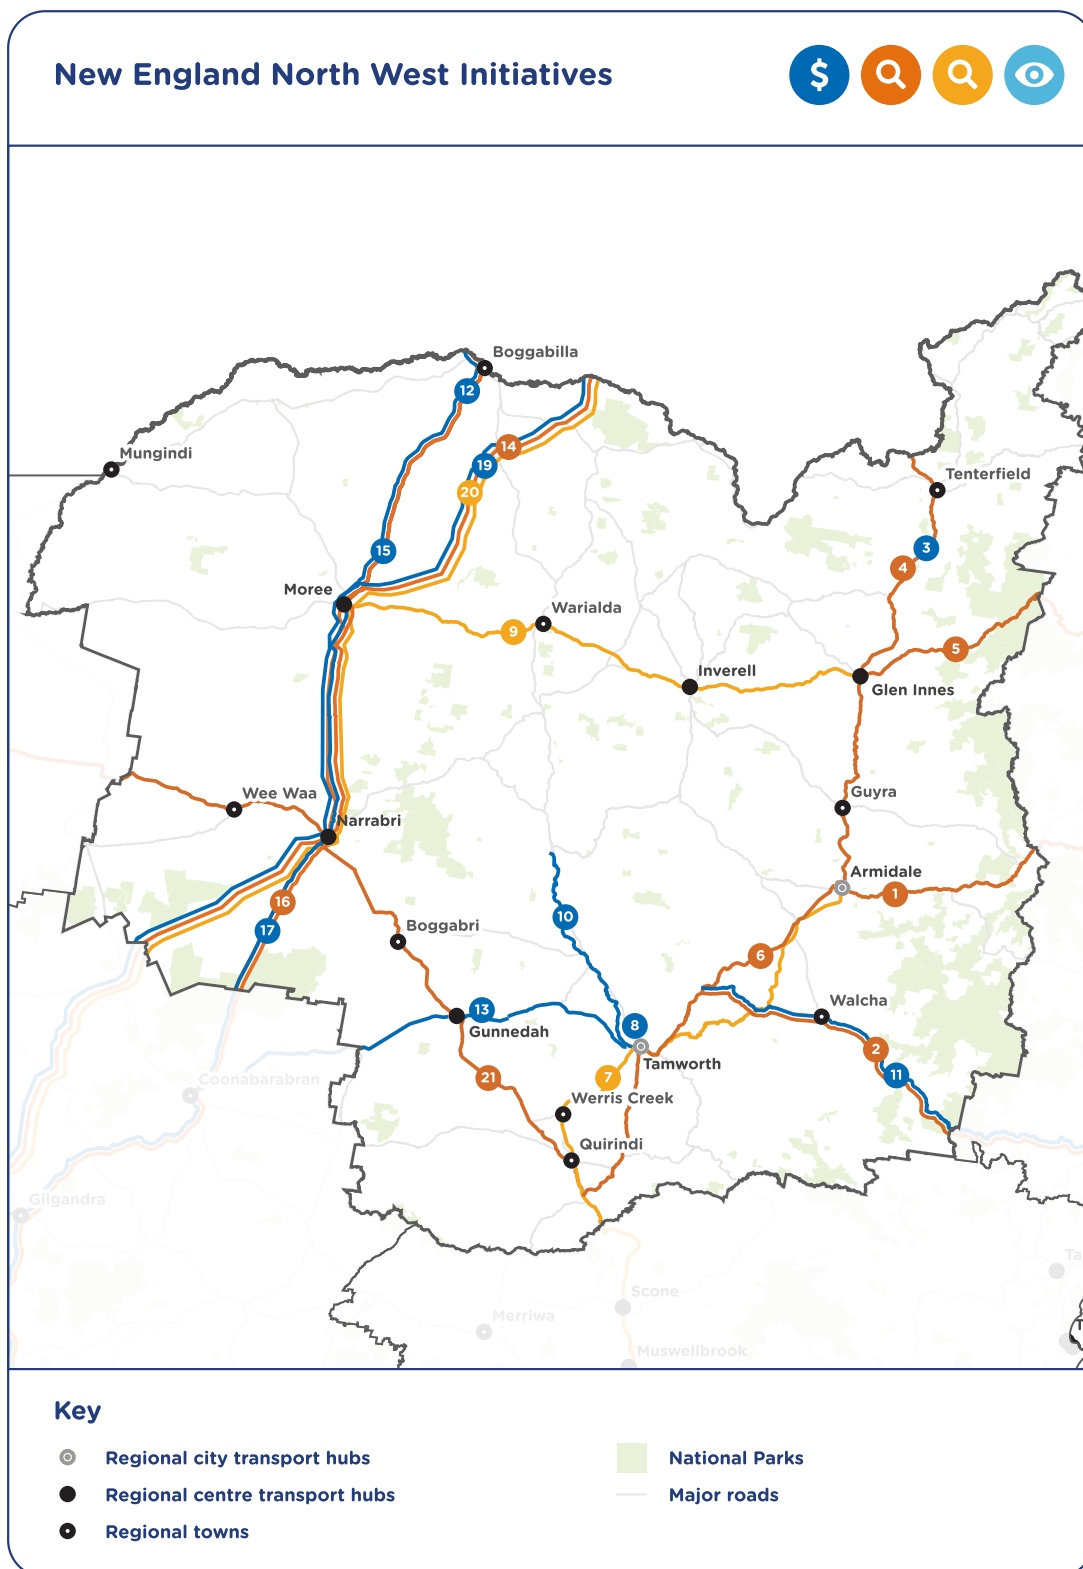 New England North West Initiatives
$
Boggabilla
12
Mungindi
14
19
Tenterfield
20
3
15
4
Moree
Warialda
9
5
Inverell
Glen Innes
Wee Waa
Guyra
Narrabri
Armidale
1
16
10
17
Boggabri
6
Walcha
13
8
Gunnedah
2
Tamworth
11
21
7
Coonabarabran
Werris Creek
Quirindi
Gilgandra
Ta
Scone
Merriwa
T
Muswellbrook
Key
Regional city transport hubs
National Parks
Regional centre transport hubs
Major roads
Regional towns